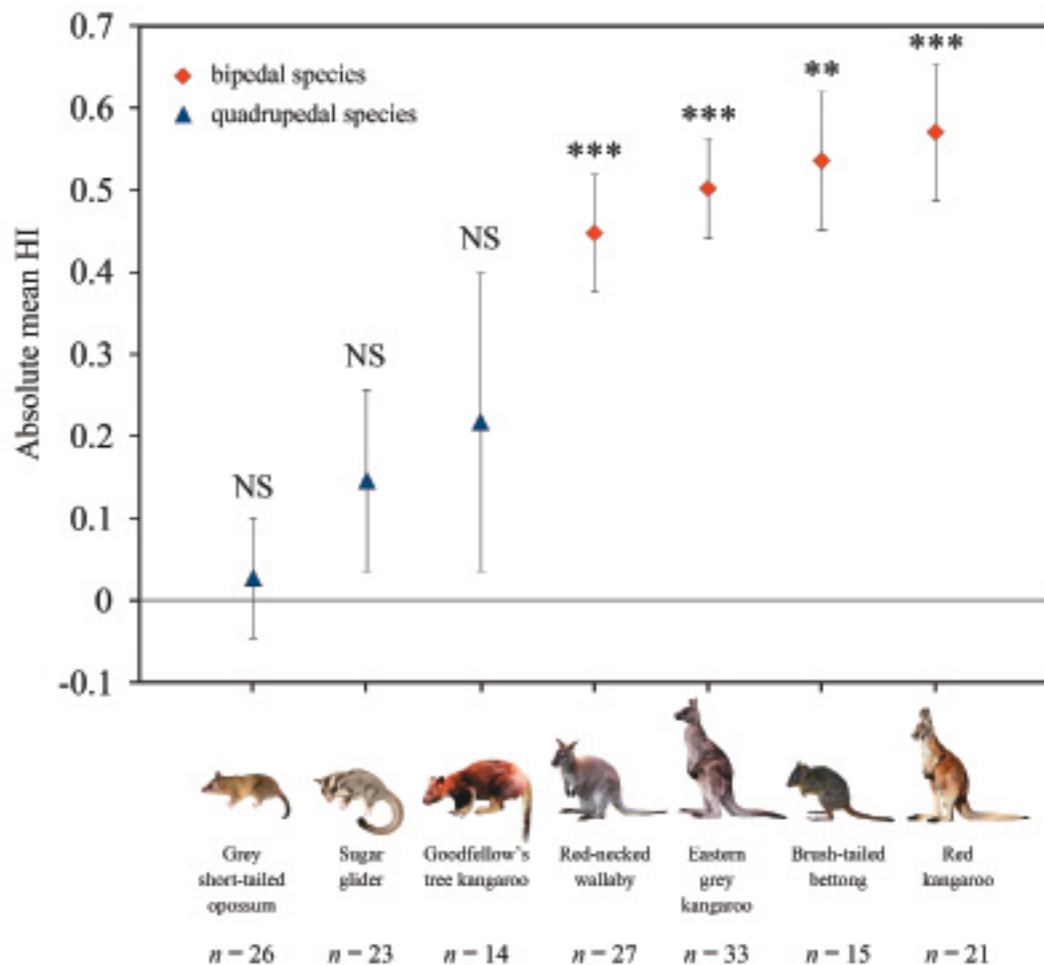 0.7
0.6
0.5
0.4
0.3
0.2
0.1
0
-0.1
Absolute mean HI
bipedal species
quadrupedal species
NS
NS
NS
***
***
**
***
Grey
short-tailed
opossum
Sugar
glider
Goodfellow's
tree kangaroo
Red-necked
wallaby
Eastern
grey
kangaroo
Brush-tailed
bettong
Red
kangaroo
n = 26
n = 23
n = 14
n = 27
n = 33
n = 15
n = 21